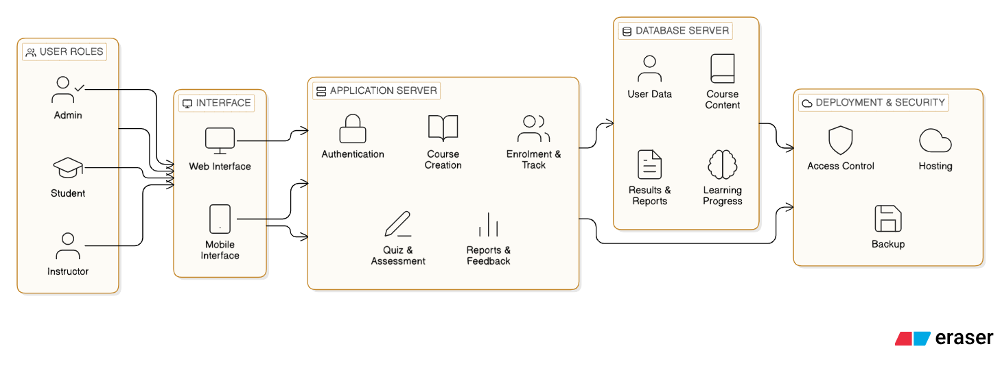 USER ROLES
Admin
Student
Instructor
INTERFACE
Web Interface
Mobile
Interface
APPLICATION SERVER
Authentication
Course
Creation
Enrolment &
Track
Quiz &
Assessment
Reports &
Feedback
DATABASE SERVER
User Data
Course
Content
Results &
Reports
Learning
Progress
DEPLOYMENT & SECURITY
Access Control
Hosting
Backup
eraser